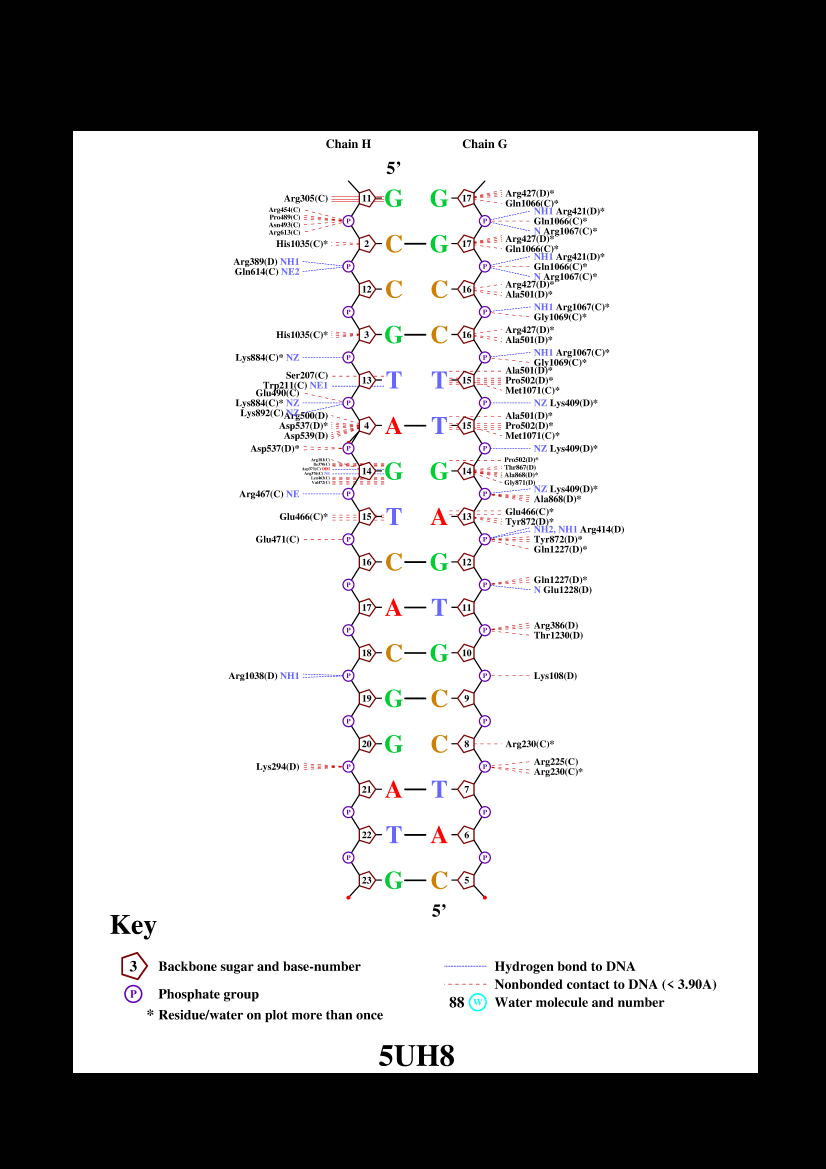 Chain H Chain G
5'
Arg305(C) 11 G G 17 Arg427(D)*
Gln1066(C)*
Arg454(C)
Pro489(C)
Asn493(C)
Arg613(C)
P P NH1 Arg421(D)*
Gln1066(C)*
N Arg1067(C)*
His1035(C)* 2 C G 17 Arg427(D)*
Gln1066(C)*
Arg389(D) NH1
Gln614(C) NE2
P P NH1 Arg421(D)*
Gln1066(C)*
N Arg1067(C)*
12 C C 16 Arg427(D)*
Ala501(D)*
P P NH1 Arg1067(C)*
Gly1069(C)*
His1035(C)* 3 G C 16 Arg427(D)*
Ala501(D)*
Lys884(C)* NZ P P NH1 Arg1067(C)*
Gly1069(C)*
Ser207(C)
Trp211(C) NE1
13 T T 15 Ala501(D)*
Pro502(D)*
Met1071(C)*
Glu490(C)
Lys884(C)* NZ
Lys892(C) NZ
P P NZ Lys409(D)*
Arg500(D)
Asp537(D)*
Asp539(D)
4 A T 15 Ala501(D)*
Pro502(D)*
Met1071(C)*
Asp537(D)* P P NZ Lys409(D)*
14 G G 14 Pro502(D)*
Thr867(D)
Ala868(D)*
Gly871(D)
Arg467(C) NE P P NZ Lys409(D)*
Ala868(D)*
Glu466(C)* 15 T A 13 Glu466(C)*
Tyr872(D)*
Glu471(C) P P NH2, NH1 Arg414(D)
Tyr872(D)*
Gln1227(D)*
16 C G 12
P P Gln1227(D)*
N Glu1228(D)
17 A T 11
P P Arg386(D)
Thr1230(D)
18 C G 10
Arg1038(D) NH1 P P Lys108(D)
19 G C 9
P P
20 G C 8 Arg230(C)*
Lys294(D) P P Arg225(C)
Arg230(C)*
21 A T 7
P P
22 T A 6
P P
23 G C 5
5'
Key
3 Backbone sugar and base-number
P Phosphate group
* Residue/water on plot more than once
Hydrogen bond to DNA
Nonbonded contact to DNA (< 3.90A)
88 W Water molecule and number
5UH8